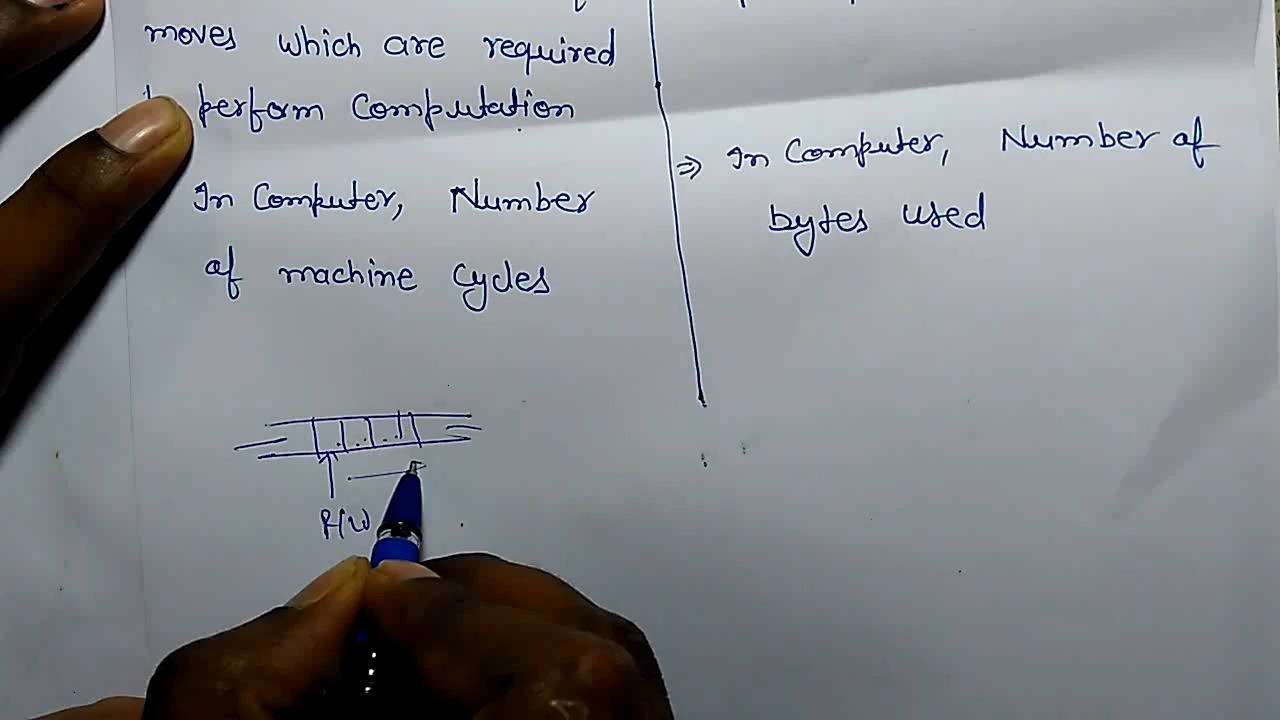 moves which are required
perform Computation
In Computer, Number
of machine Cycles
⇒ In Computer, Number of
bytes used
R/W